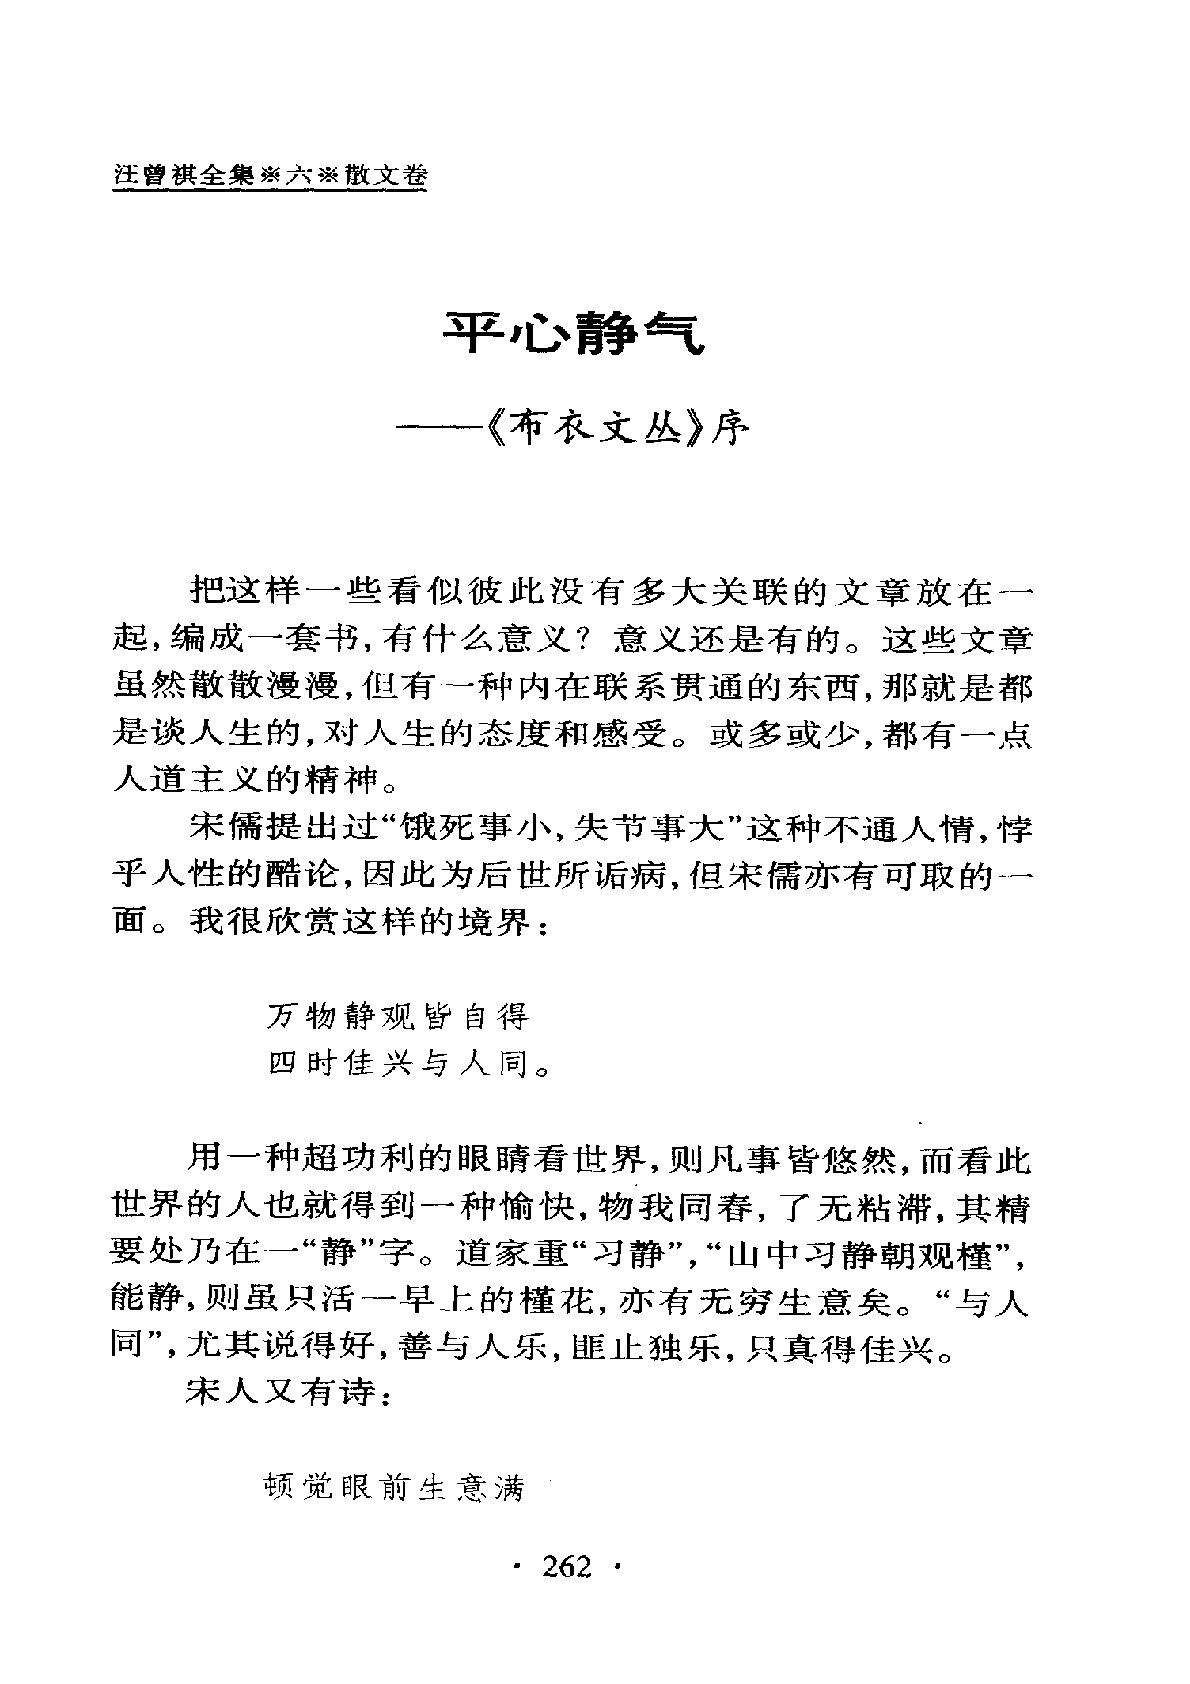 汪曾祺全集※六※散文卷
平心静气
——《布衣文丛》序
把这样一些看似彼此没有多大关联的文章放在一
起,编成一套书,有什么意义？意义还是有的。这些文章
虽然散散漫漫,但有一种内在联系贯通的东西,那就是都
是谈人生的,对人生的态度和感受。或多或少,都有一点
人道主义的精神。
宋儒提出过“饿死事小,失节事大”这种不通人情,悖
乎人性的酷论,因此为后世所诟病,但宋儒亦有可取的一
面。我很欣赏这样的境界：
万物静观皆自得
四时佳兴与人同。
用一种超功利的眼睛看世界,则凡事皆悠然,而看此
世界的人也就得到一种愉快,物我同春,了无粘滞,其精
要处乃在一“静”字。道家重“习静”,“山中习静朝观槿”,
能静,则虽只活一早上的槿花,亦有无穷生意矣。“与人
同”,尤其说得好,善与人乐,匪止独乐,只真得佳兴。
宋人又有诗：
顿觉眼前生意满
· 262 ·